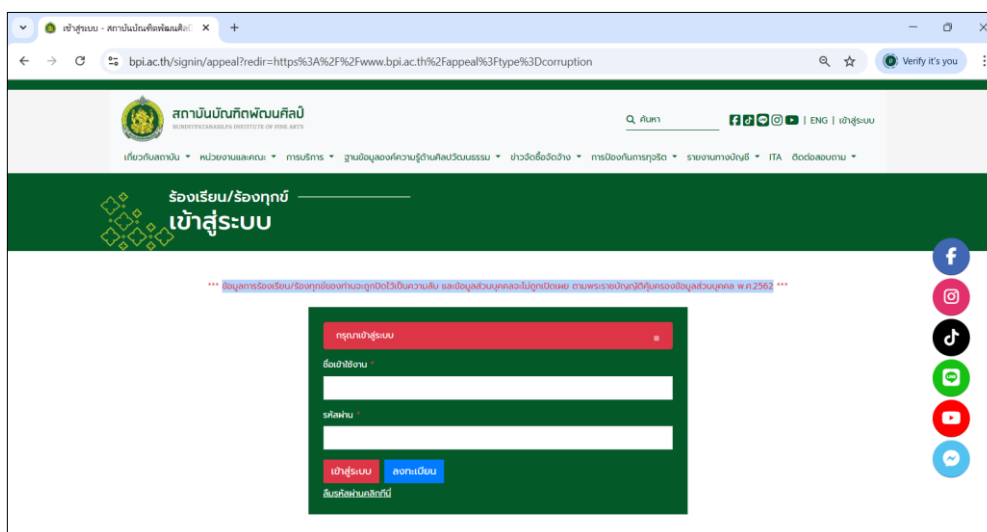 เข้าสู่ระบบ - สถาบันบัณฑิตพัฒนศิลป์
bpi.ac.th/signin/appeal?redir=https%3A%2F%2Fwww.bpi.ac.th%2Fappeal%3Ftype%3Dcorruption
Verify it's you
สถาบันบัณฑิตพัฒนศิลป์
BUNDITPATANASILPA INSTITUTE OF FINE ARTS
ค้นหา
| ENG | เข้าสู่ระบบ
เกี่ยวกับสถาบัน หน่วยงานและคณะ การบริการ ฐานข้อมูลองค์ความรู้ด้านศิลปวัฒนธรรม ข่าวจัดซื้อจัดจ้าง การป้องกันการทุจริต รายงานทางบัญชี ITA ติดต่อสอบถาม
ร้องเรียน/ร้องทุกข์
เข้าสู่ระบบ
*** ข้อมูลการร้องเรียน/ร้องทุกข์ของท่านจะถูกปิดไว้เป็นความลับ และข้อมูลส่วนบุคคลจะไม่ถูกเปิดเผย ตามพระราชบัญญัติคุ้มครองข้อมูลส่วนบุคคล พ.ศ.2562 ***
กรุณาเข้าสู่ระบบ
ชื่อเข้าใช้งาน *
รหัสผ่าน *
เข้าสู่ระบบ ลงทะเบียน
ลืมรหัสผ่านคลิกที่นี่